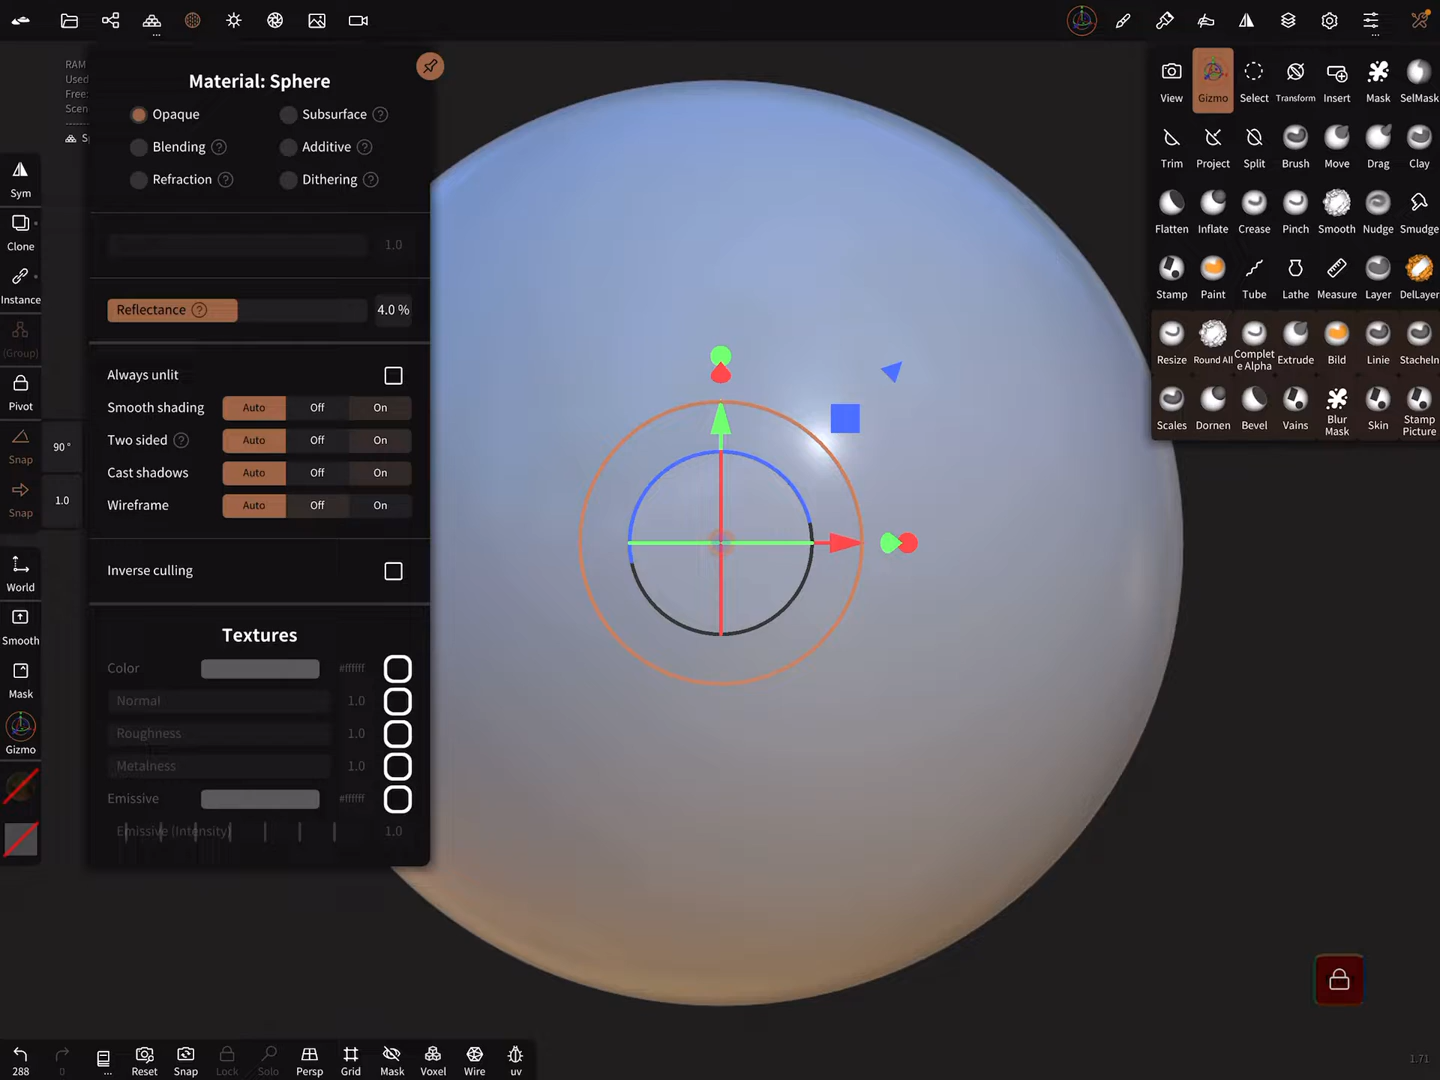 RAM
Used
Free:
Scen
--------
Sp
Material: Sphere
Opaque
Subsurface ?
Blending ?
Additive ?
Refraction ?
Dithering ?
1.0
Reflectance ?
4.0 %
Always unlit
Smooth shading Auto Off On
Two sided ? Auto Off On
Cast shadows Auto Off On
Wireframe Auto Off On
Inverse culling
Textures
Color #ffffff
Normal 1.0
Roughness 1.0
Metalness 1.0
Emissive #ffffff
Emissive (Intensity) 1.0
Sym
Clone
Instance
(Group)
Pivot
Snap 90 °
Snap 1.0
World
Smooth
Mask
Gizmo
View Gizmo Select Transform Insert Mask SelMask
Trim Project Split Brush Move Drag Clay
Flatten Inflate Crease Pinch Smooth Nudge Smudge
Stamp Paint Tube Lathe Measure Layer DeLayer
Resize Round All Complet
e Alpha Extrude Bild Linie Stacheln
Scales Dornen Bevel Vains Blur
Mask Skin Stamp
Picture
288 0 ... Reset Snap Lock Solo Persp Grid Mask Voxel Wire uv
1.71